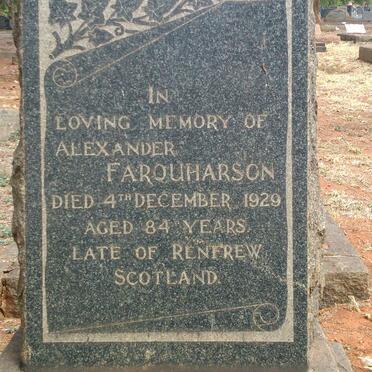 IN
LOVING MEMORY OF
ALEXANDER
FARQUHARSON
DIED 4TH DECEMBER 1929
AGED 84 YEARS
LATE OF RENFREW
SCOTLAND.